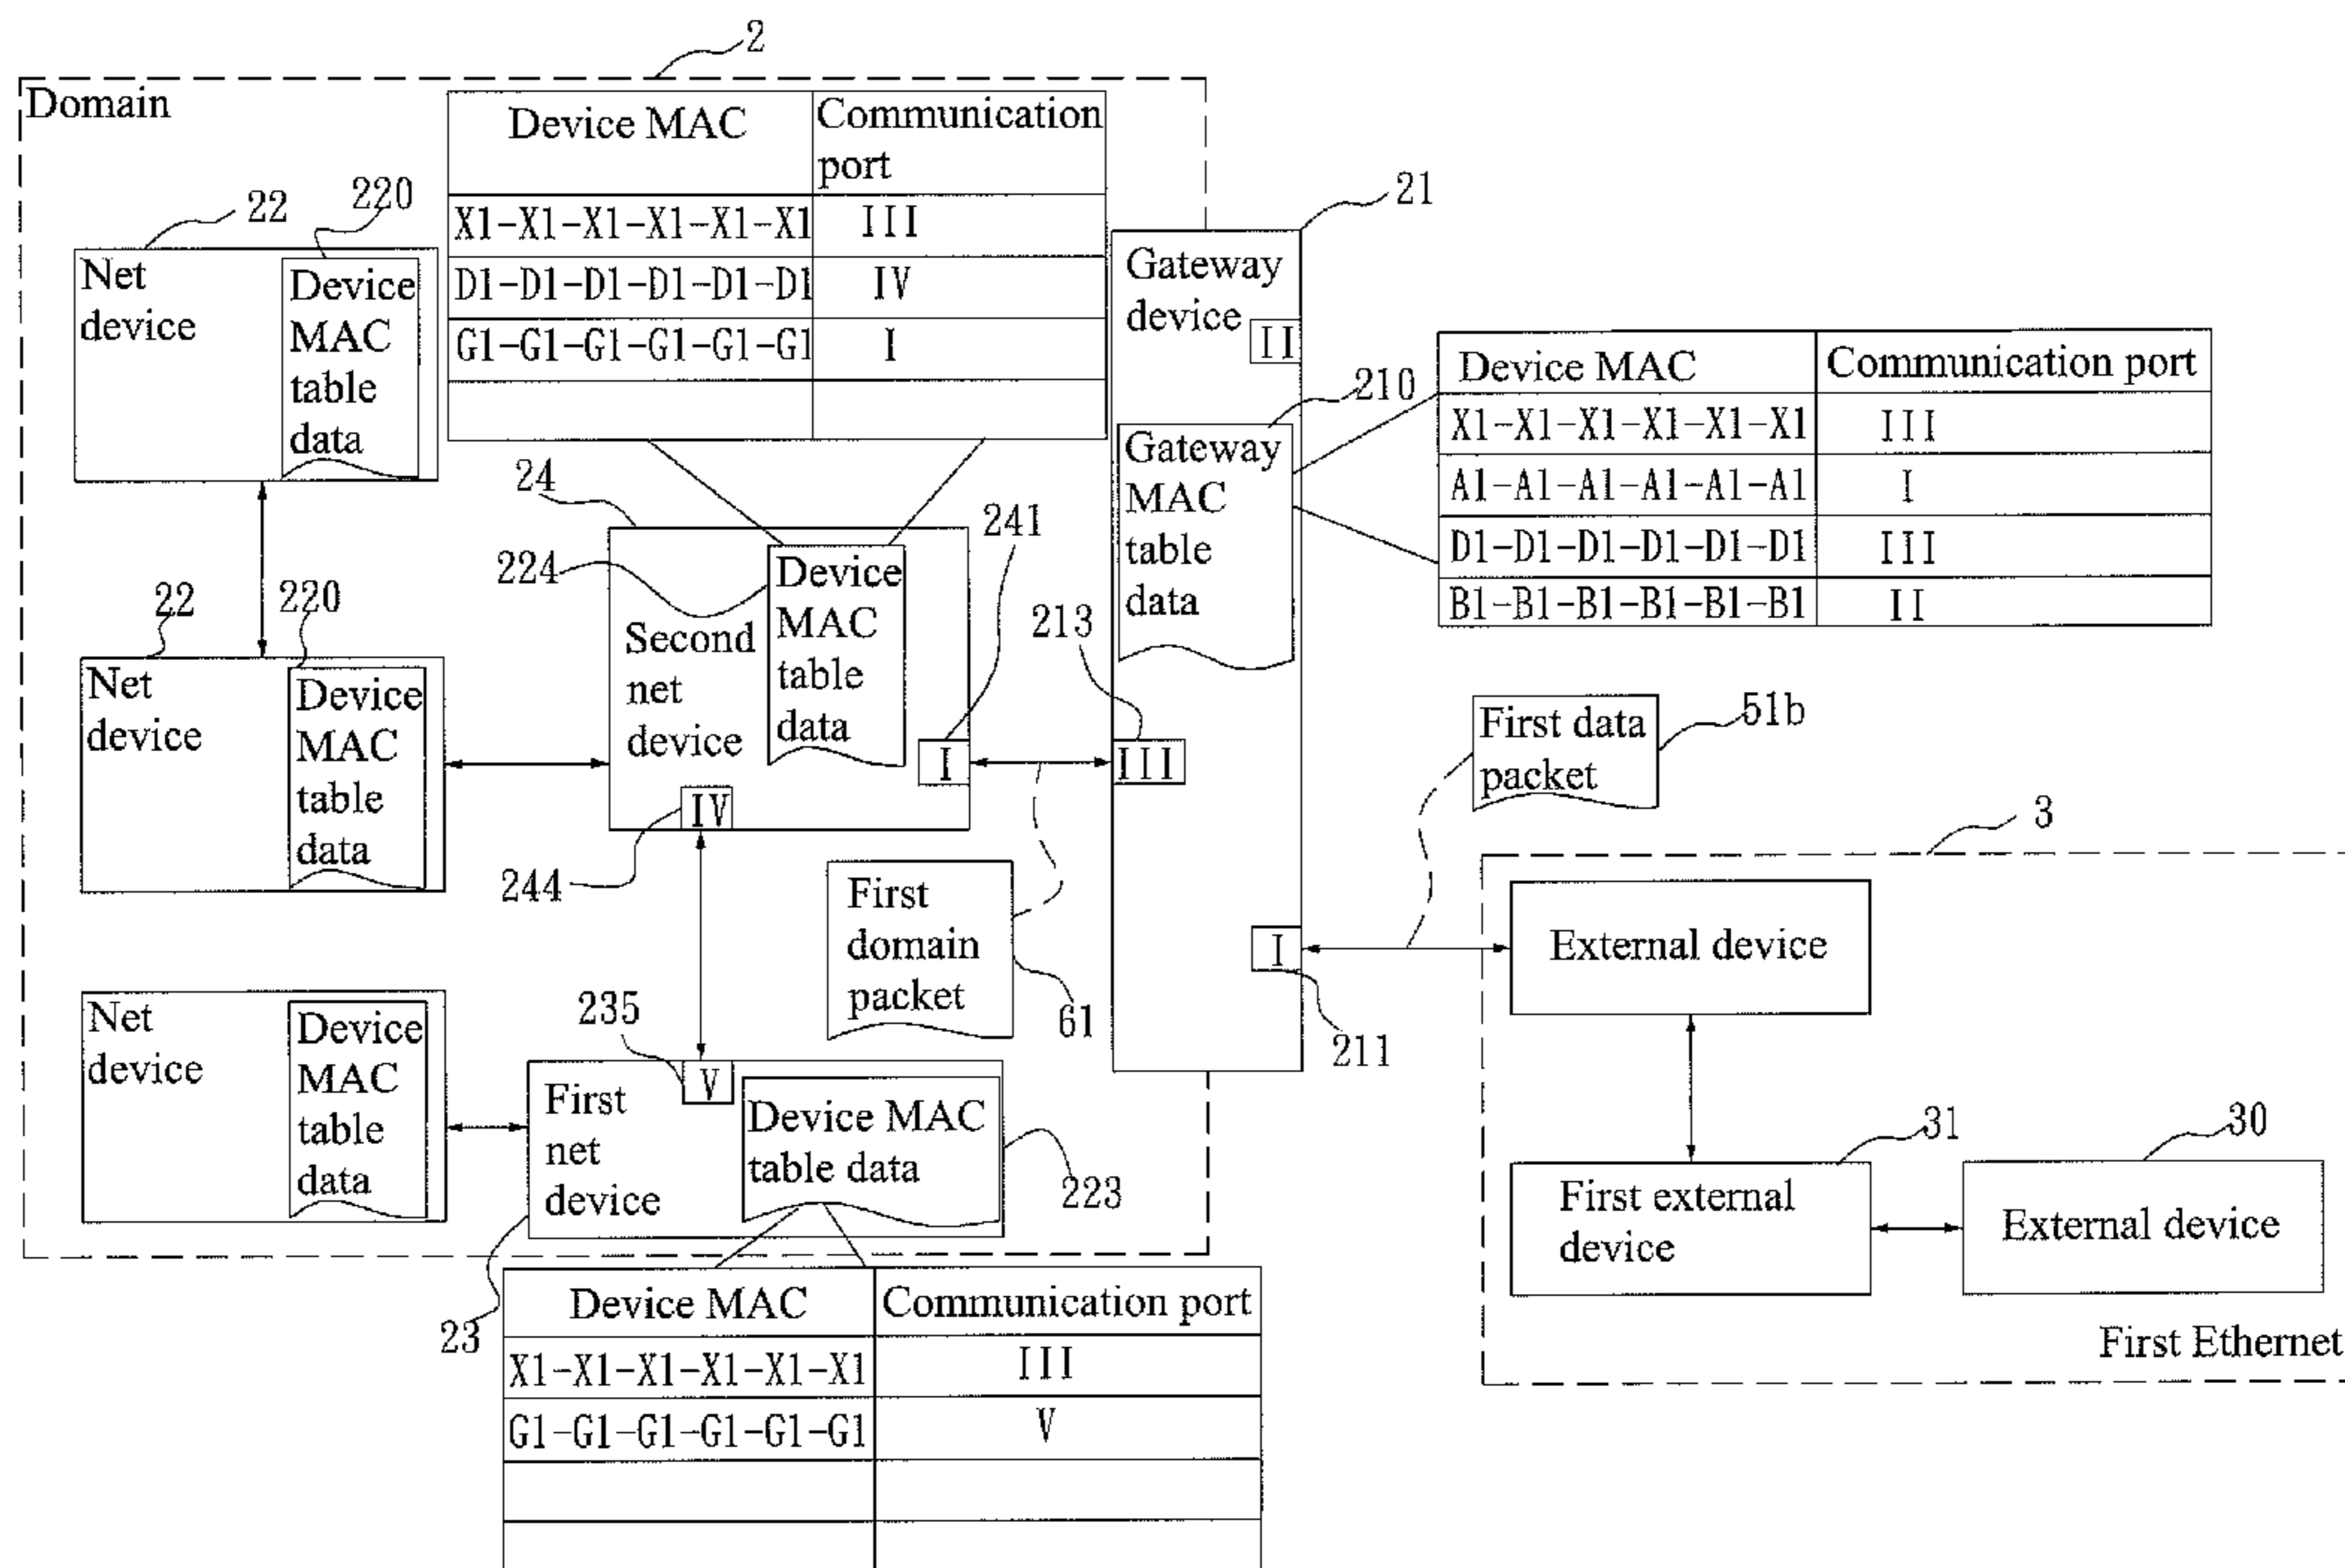 2
Domain
Device MAC
Communication
port
X1-X1-X1-X1-X1-X1
III
D1-D1-D1-D1-D1-D1
IV
G1-G1-G1-G1-G1-G1
I
22
220
Net
device
Device
MAC
table
data
21
Gateway
device
II
210
Gateway
MAC
table
data
Device MAC
Communication port
X1-X1-X1-X1-X1-X1
III
A1-A1-A1-A1-A1-A1
I
D1-D1-D1-D1-D1-D1
III
B1-B1-B1-B1-B1-B1
II
24
224
241
Second
net
device
Device
MAC
table
data
I
IV
244
213
III
22
220
Net
device
Device
MAC
table
data
First data
packet
51b
First
domain
packet
61
I
211
3
External device
Net
device
Device
MAC
table
data
235
V
First
net
device
Device MAC
table data
223
23
31
First external
device
30
External device
First Ethernet
Device MAC
Communication port
X1-X1-X1-X1-X1-X1
III
G1-G1-G1-G1-G1-G1
V